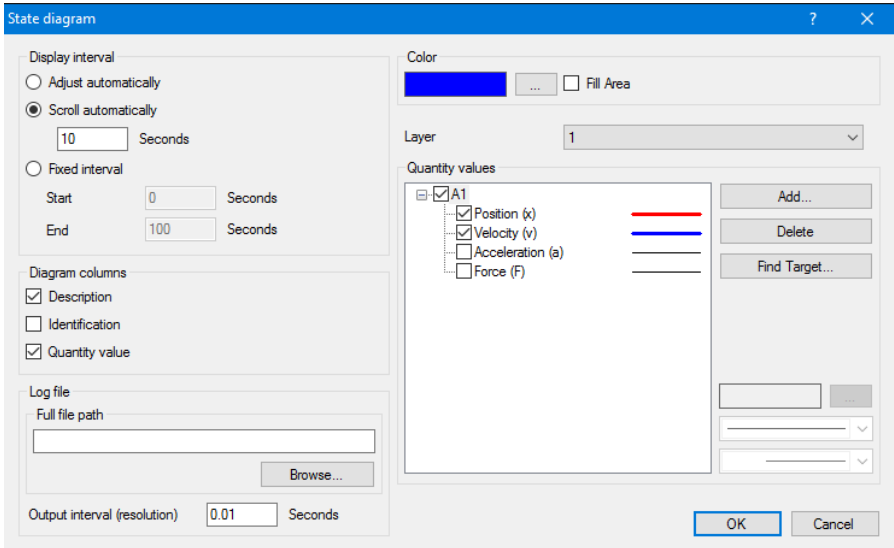 State diagram
?
Display interval
Adjust automatically
Scroll automatically
10 Seconds
Fixed interval
Start 0 Seconds
End 100 Seconds
Diagram columns
Description
Identification
Quantity value
Log file
Full file path
Browse...
Output interval (resolution) 0.01 Seconds
Color
... Fill Area
Layer 1
Quantity values
A1
Position (x)
Velocity (v)
Acceleration (a)
Force (F)
Add...
Delete
Find Target...
...
OK Cancel